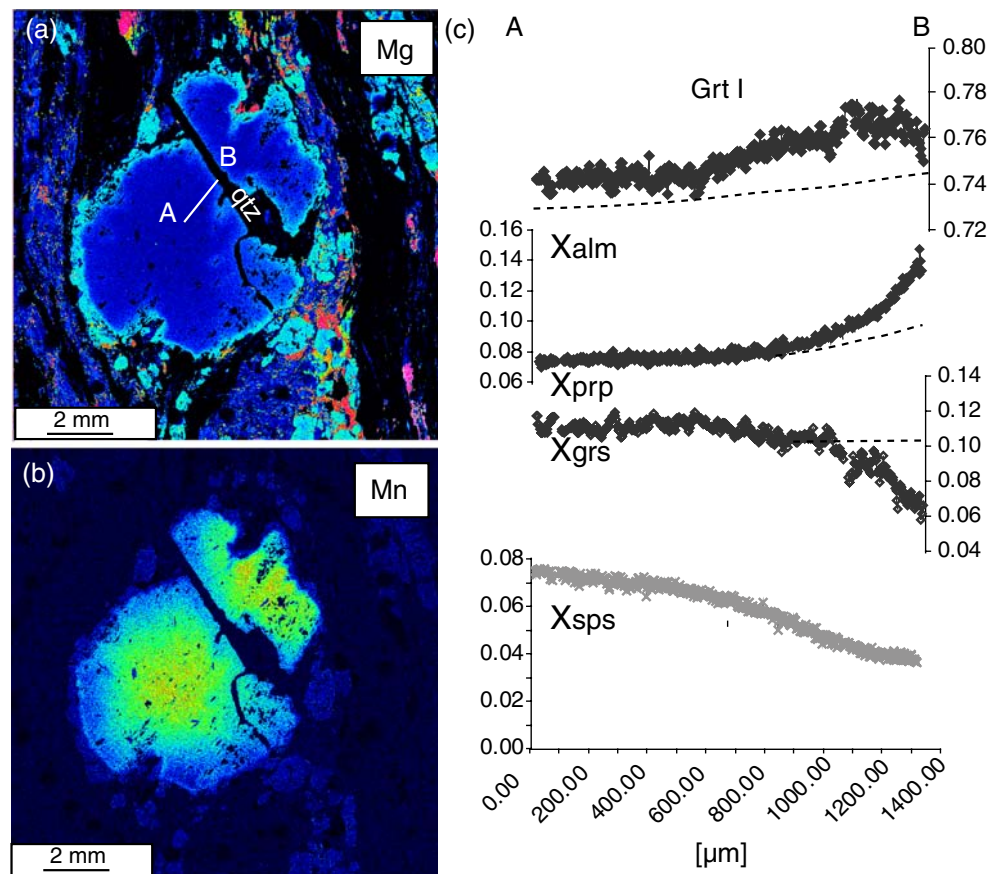 (a)
Mg
B
A
qtz
2 mm
(b)
Mn
2 mm
(c)
A
B
Grt I
0.80
0.78
0.76
0.74
0.72
Xalm
0.16
0.14
0.12
0.10
0.08
0.06
Xprp
0.14
0.12
0.10
0.08
0.06
0.04
Xgrs
0.08
0.06
0.04
0.02
0.00
Xsps
0.00
200.00
400.00
600.00
800.00
1000.00
1200.00
1400.00
[µm]